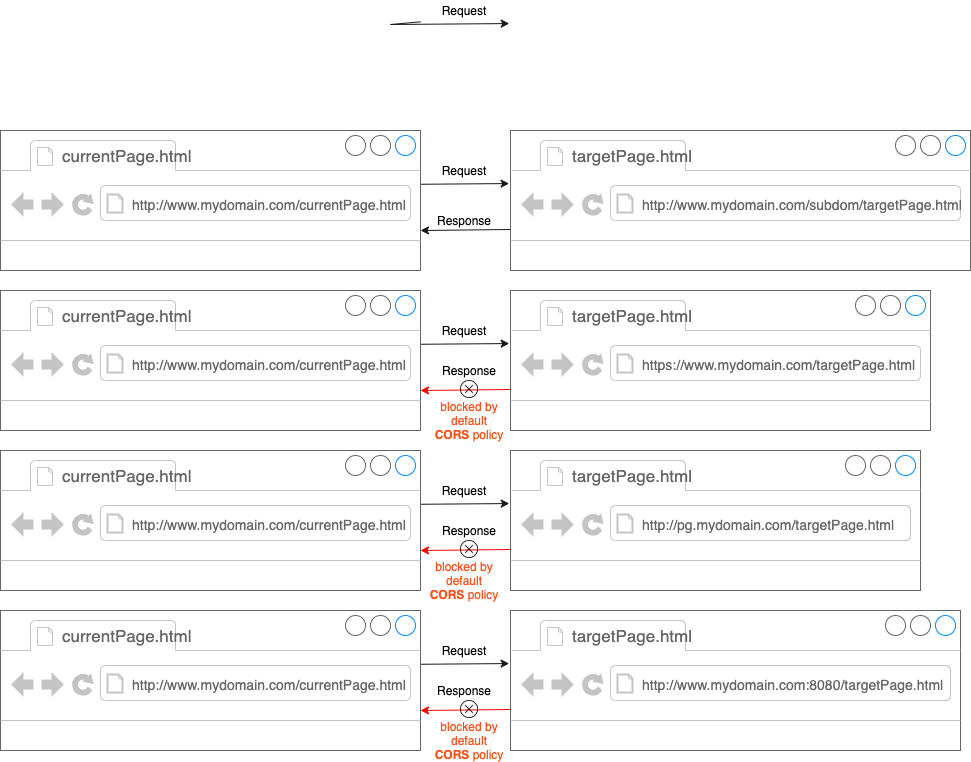 Request
currentPage.html
http://www.mydomain.com/currentPage.html
Request
Response
targetPage.html
http://www.mydomain.com/subdom/targetPage.html
currentPage.html
http://www.mydomain.com/currentPage.html
Request
Response
blocked by
default
CORS policy
targetPage.html
https://www.mydomain.com/targetPage.html
currentPage.html
http://www.mydomain.com/currentPage.html
Request
Response
blocked by
default
CORS policy
targetPage.html
http://pg.mydomain.com/targetPage.html
currentPage.html
http://www.mydomain.com/currentPage.html
Request
Response
blocked by
default
CORS policy
targetPage.html
http://www.mydomain.com:8080/targetPage.html